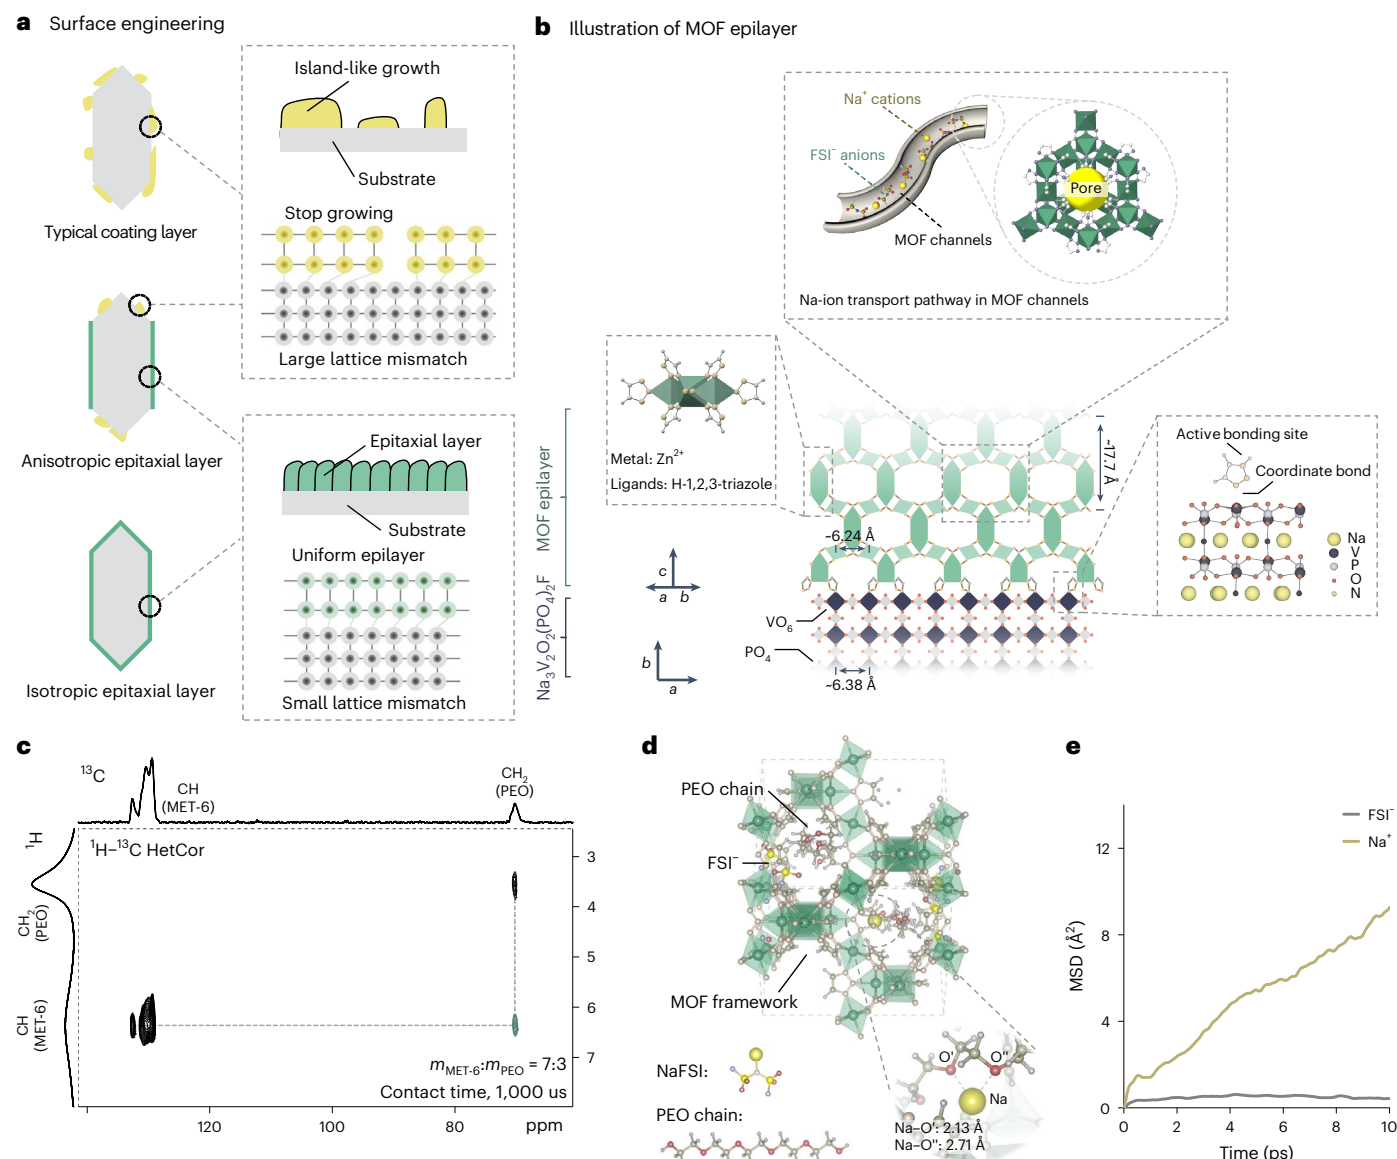 a Surface engineering
Island-like growth
Substrate
Typical coating layer
Stop growing
Large lattice mismatch
Anisotropic epitaxial layer
Epitaxial layer
Substrate
Uniform epilayer
Small lattice mismatch
Isotropic epitaxial layer
b Illustration of MOF epilayer
Na⁺ cations
FSI⁻ anions
MOF channels
Pore
Na-ion transport pathway in MOF channels
Metal: Zn²⁺
Ligands: H-1,2,3-triazole
MOF epilayer
Na₃V₂O₂(PO₄)₂F
c
a b
b
a
~17.7 Å
~6.24 Å
VO₆
PO₄
~6.38 Å
Active bonding site
Coordinate bond
Na
V
P
O
N
c
¹³C
CH
(MET-6)
CH₂
(PEO)
¹H
¹H–¹³C HetCor
CH₂
(PEO)
CH
(MET-6)
3
4
5
6
7
m_MET-6:m_PEO = 7:3
Contact time, 1,000 us
120 100 80 ppm
d
PEO chain
FSI⁻
MOF framework
NaFSI:
PEO chain:
O' O''
Na
Na–O': 2.13 Å
Na–O'': 2.71 Å
e
FSI⁻
Na⁺
MSD (Å²)
12
8
4
0
0 2 4 6 8 10
Time (ps)